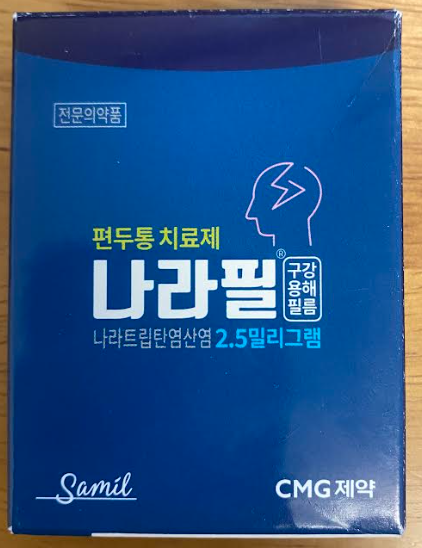 전문의약품
편두통 치료제
나라필® 구강
용해
필름
나라트립탄염산염 2.5밀리그램
Samil CMG 제약